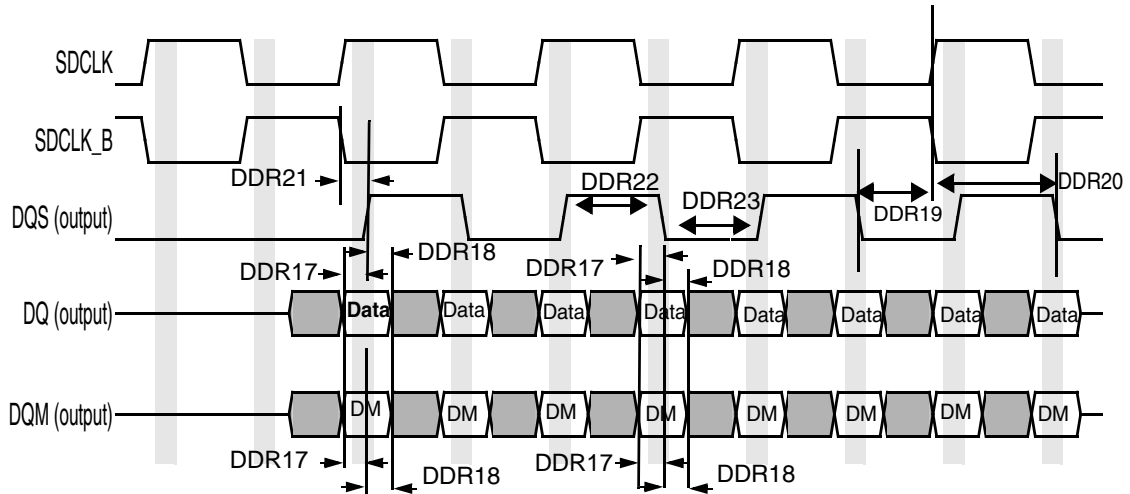 SDCLK
SDCLK_B
DDR21
DDR22
DDR20
DDR23
DDR19
DQS (output)
DDR18
DDR17
DDR17
DDR18
DQ (output)
Data Data Data Data Data Data Data Data
DQM (output)
DM DM DM DM DM DM DM DM
DDR17
DDR18
DDR17
DDR18